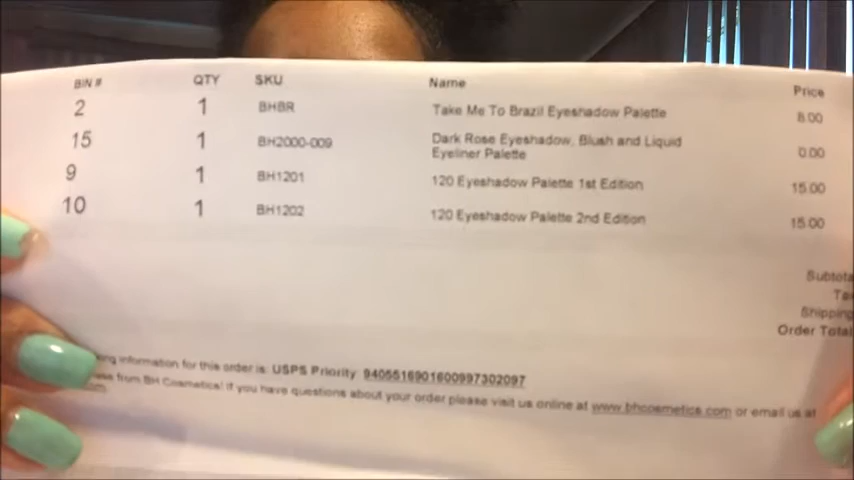 BIN # QTY SKU Name Price
2 1 BHBR Take Me To Brazil Eyeshadow Palette 8.00
15 1 BH2000-009 Dark Rose Eyeshadow, Blush and Liquid Eyeliner Palette 0.00
9 1 BH1201 120 Eyeshadow Palette 1st Edition 15.00
10 1 BH1202 120 Eyeshadow Palette 2nd Edition 15.00
Subtota
Tax
Shipping
Order Total
king information for this order is: USPS Priority 9405516901600997302097
from BH Cosmetics! If you have questions about your order please visit us online at www.bhcosmetics.com or email us at